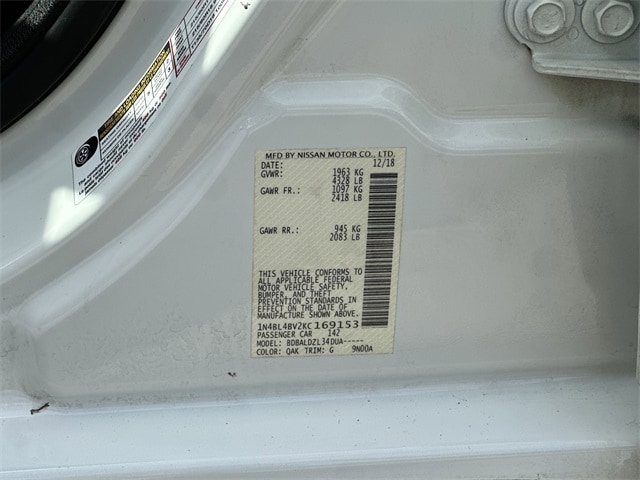 MFD BY NISSAN MOTOR CO., LTD.
DATE: 12/18
GVWR: 1963 KG
4328 LB
GAWR FR.: 1097 KG
2418 LB
GAWR RR.: 945 KG
2083 LB
THIS VEHICLE CONFORMS TO
ALL APPLICABLE FEDERAL
MOTOR VEHICLE SAFETY,
BUMPER, AND THEFT
PREVENTION STANDARDS IN
EFFECT ON THE DATE OF
MANUFACTURE SHOWN ABOVE.
1N4BL4BV2KC169153
PASSENGER CAR 142
MODEL: BDBALDZL34DUA-----
COLOR: QAK TRIM: G 9N00A